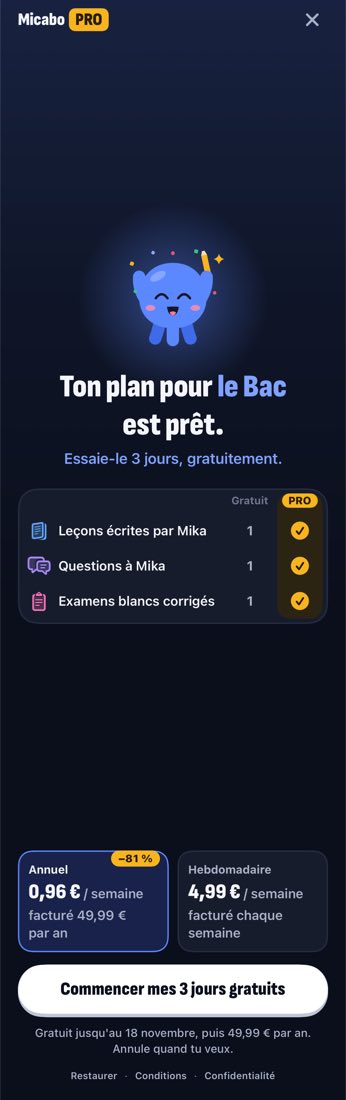 Micabo PRO
Ton plan pour le Bac
est prêt.
Essaie-le 3 jours, gratuitement.
Gratuit PRO
Leçons écrites par Mika 1
Questions à Mika 1
Examens blancs corrigés 1
−81 %
Annuel
0,96 € / semaine
facturé 49,99 €
par an
Hebdomadaire
4,99 € / semaine
facturé chaque
semaine
Commencer mes 3 jours gratuits
Gratuit jusqu'au 18 novembre, puis 49,99 € par an.
Annule quand tu veux.
Restaurer · Conditions · Confidentialité